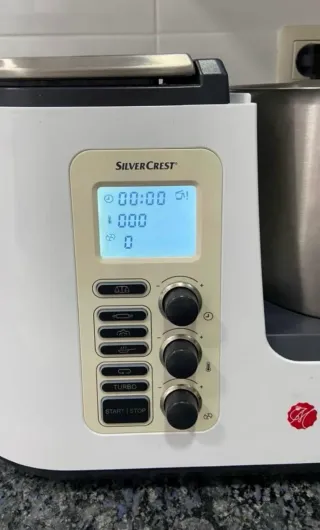 SILVERCREST®
00:00
000
0
TURBO
START | STOP